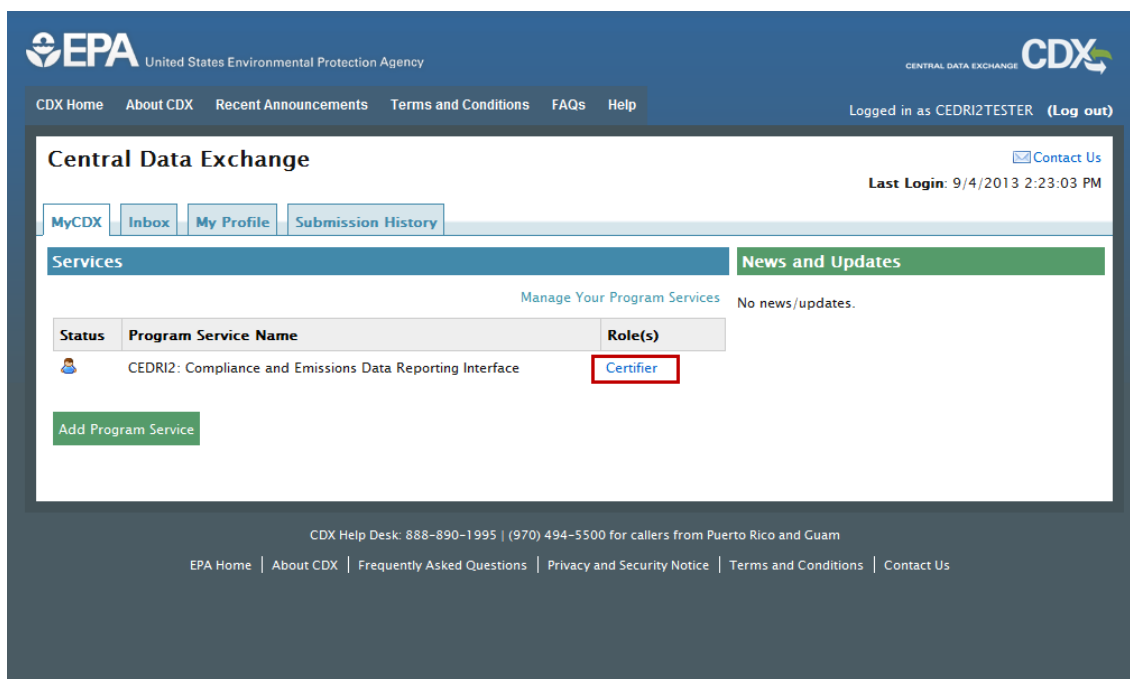 EPA United States Environmental Protection Agency
CENTRAL DATA EXCHANGE CDX
CDX Home About CDX Recent Announcements Terms and Conditions FAQs Help
Logged in as CEDRI2TESTER (Log out)
Central Data Exchange
Contact Us
Last Login: 9/4/2013 2:23:03 PM
MyCDX Inbox My Profile Submission History
Services
News and Updates
Manage Your Program Services
No news/updates.
Status Program Service Name Role(s)
CEDRI2: Compliance and Emissions Data Reporting Interface Certifier
Add Program Service
CDX Help Desk: 888-890-1995 | (970) 494-5500 for callers from Puerto Rico and Guam
EPA Home | About CDX | Frequently Asked Questions | Privacy and Security Notice | Terms and Conditions | Contact Us